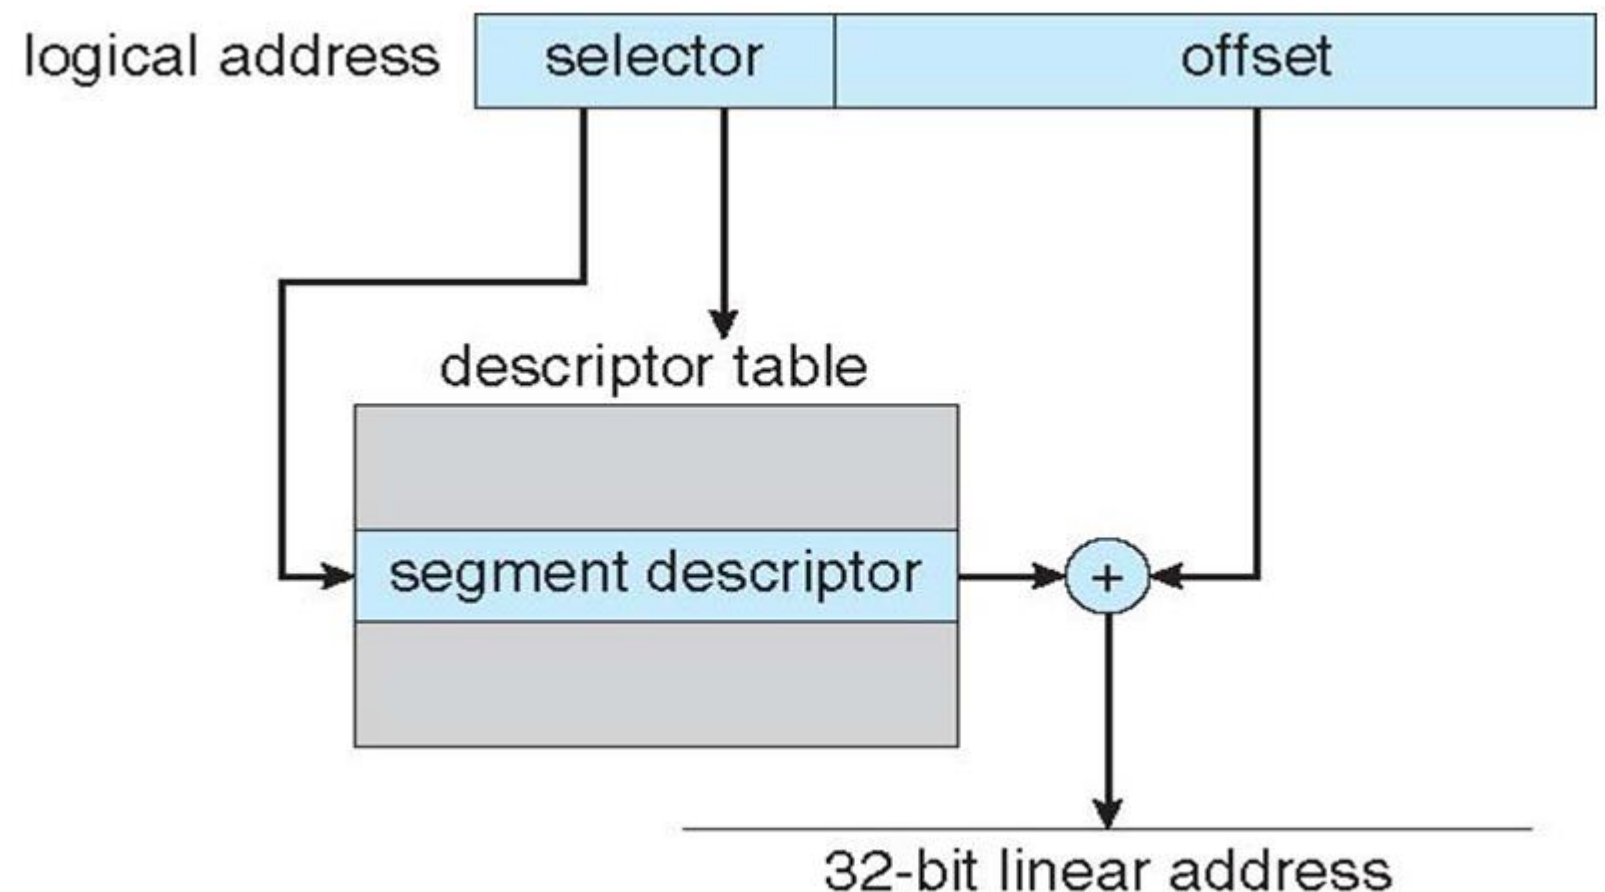 logical address selector offset
descriptor table
segment descriptor +
32-bit linear address